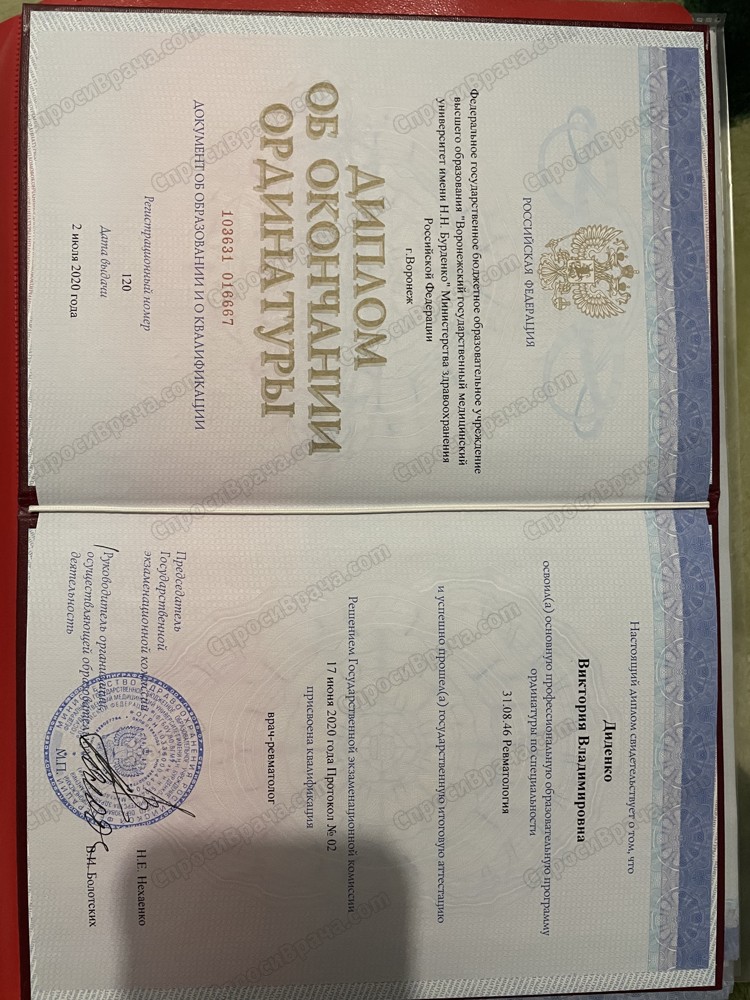 РОССИЙСКАЯ ФЕДЕРАЦИЯ
Федеральное государственное бюджетное образовательное учреждение
высшего образования "Воронежский государственный медицинский
университет имени Н.Н. Бурденко" Министерства здравоохранения
Российской Федерации
г.Воронеж
ДИПЛОМ
ОБ ОКОНЧАНИИ
ОРДИНАТУРЫ
103631 016667
ДОКУМЕНТ ОБ ОБРАЗОВАНИИ И О КВАЛИФИКАЦИИ
Регистрационный номер
120
Дата выдачи
2 июля 2020 года
Настоящий диплом свидетельствует о том, что
Диденко
Виктория Владимировна
освоил(а) основную профессиональную образовательную программу
ординатуры по специальности
31.08.46 Ревматология
и успешно прошел(а) государственную итоговую аттестацию
Решением Государственной экзаменационной комиссии
17 июня 2020 года Протокол № 02
присвоена квалификация
врач-ревматолог
Председатель
Государственной
экзаменационной комиссии
Н.Е. Нехаенко
Руководитель организации,
осуществляющей образовательную
деятельность
В.И. Болотских
М.П.
СпросиВрача.com